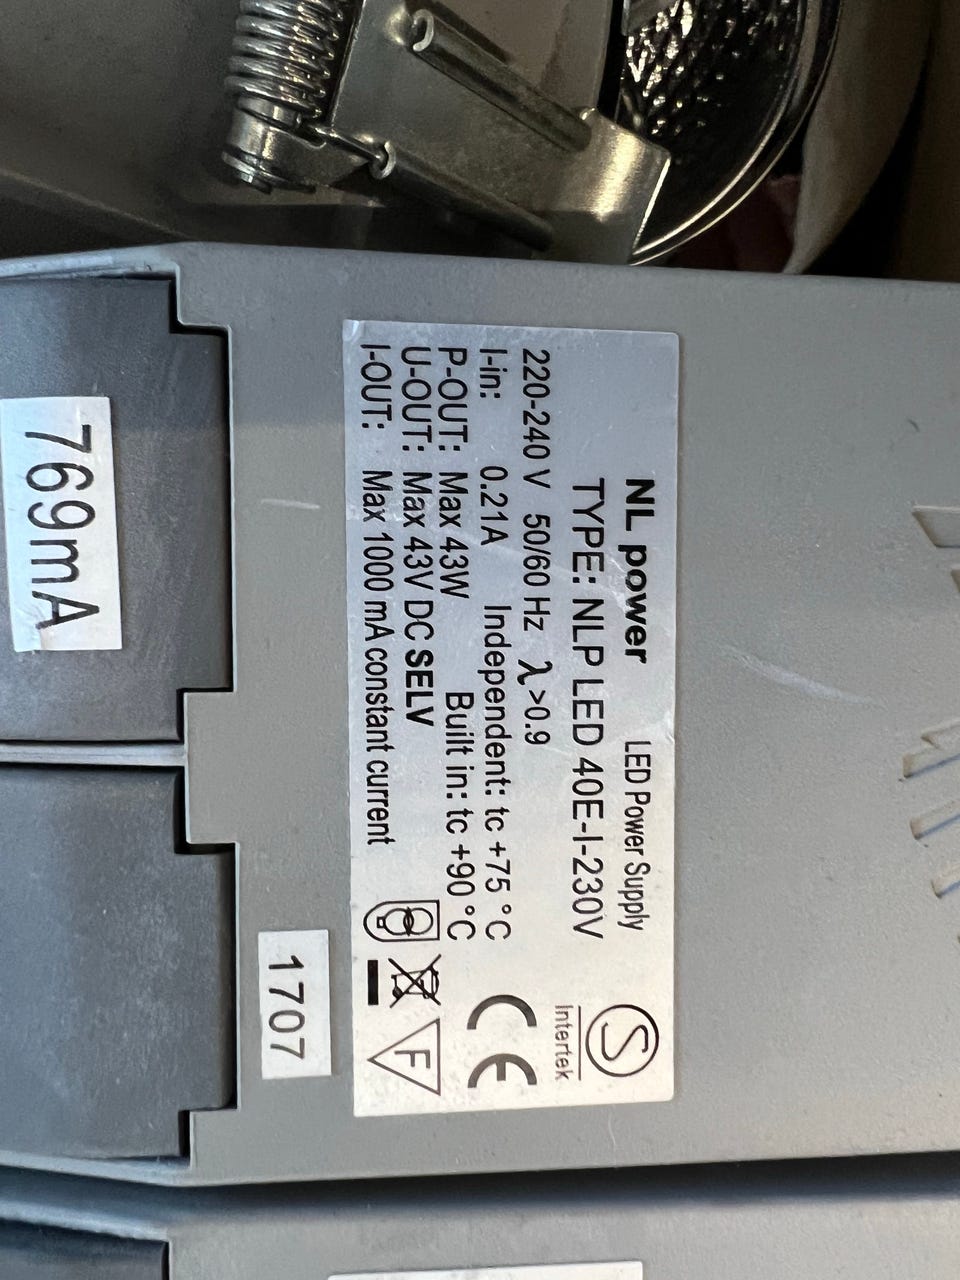 NL power LED Power Supply
TYPE: NLP LED 40E-I-230V
220-240 V 50/60 Hz λ>0.9
I-in: 0.21A Independent: tc +75 °C
P-OUT: Max 43W Built in: tc +90 °C
U-OUT: Max 43V DC SELV
I-OUT: Max 1000 mA constant current
S
Intertek
CE
F
1707
769mA